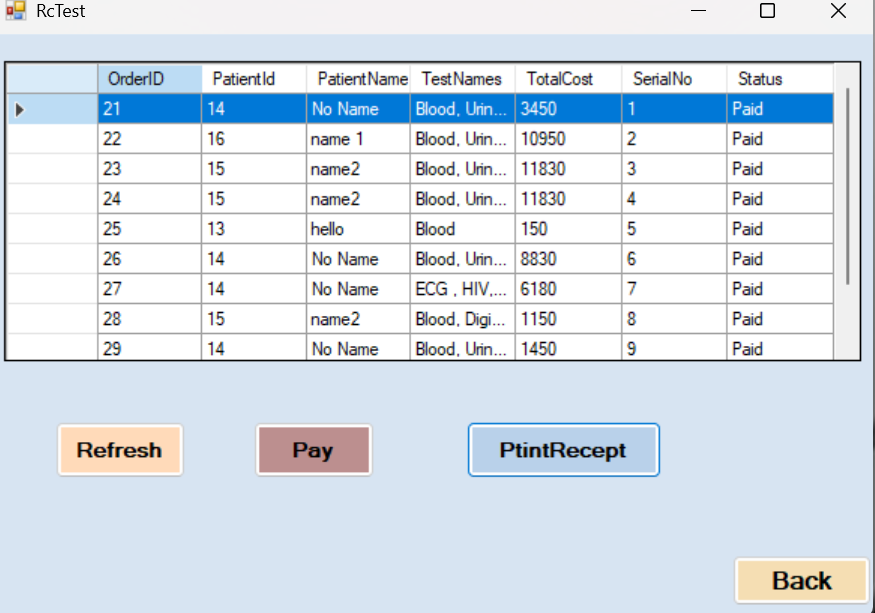 RcTest
OrderID PatientId PatientName TestNames TotalCost SerialNo Status
21 14 No Name Blood, Urin... 3450 1 Paid
22 16 name 1 Blood, Urin... 10950 2 Paid
23 15 name2 Blood, Urin... 11830 3 Paid
24 15 name2 Blood, Urin... 11830 4 Paid
25 13 hello Blood 150 5 Paid
26 14 No Name Blood, Urin... 8830 6 Paid
27 14 No Name ECG , HIV,... 6180 7 Paid
28 15 name2 Blood, Digi... 1150 8 Paid
29 14 No Name Blood, Urin... 1450 9 Paid
Refresh Pay PtintRecept
Back